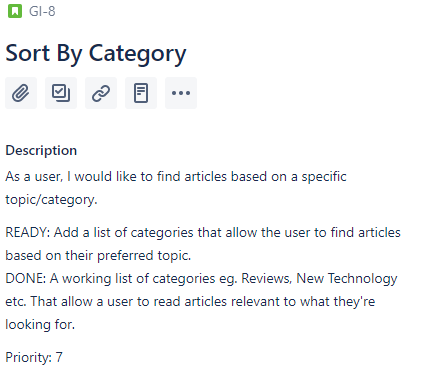 GI-8
Sort By Category
Description
As a user, I would like to find articles based on a specific
topic/category.
READY: Add a list of categories that allow the user to find articles
based on their preferred topic.
DONE: A working list of categories eg. Reviews, New Technology
etc. That allow a user to read articles relevant to what they're
looking for.
Priority: 7